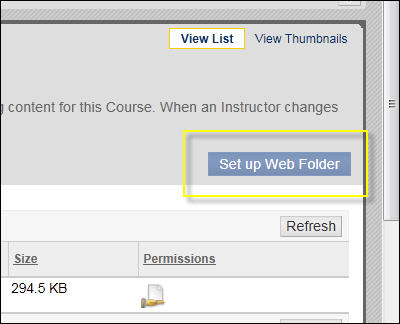 View List View Thumbnails
content for this Course. When an Instructor changes
Set up Web Folder
Refresh
Size Permissions
294.5 KB